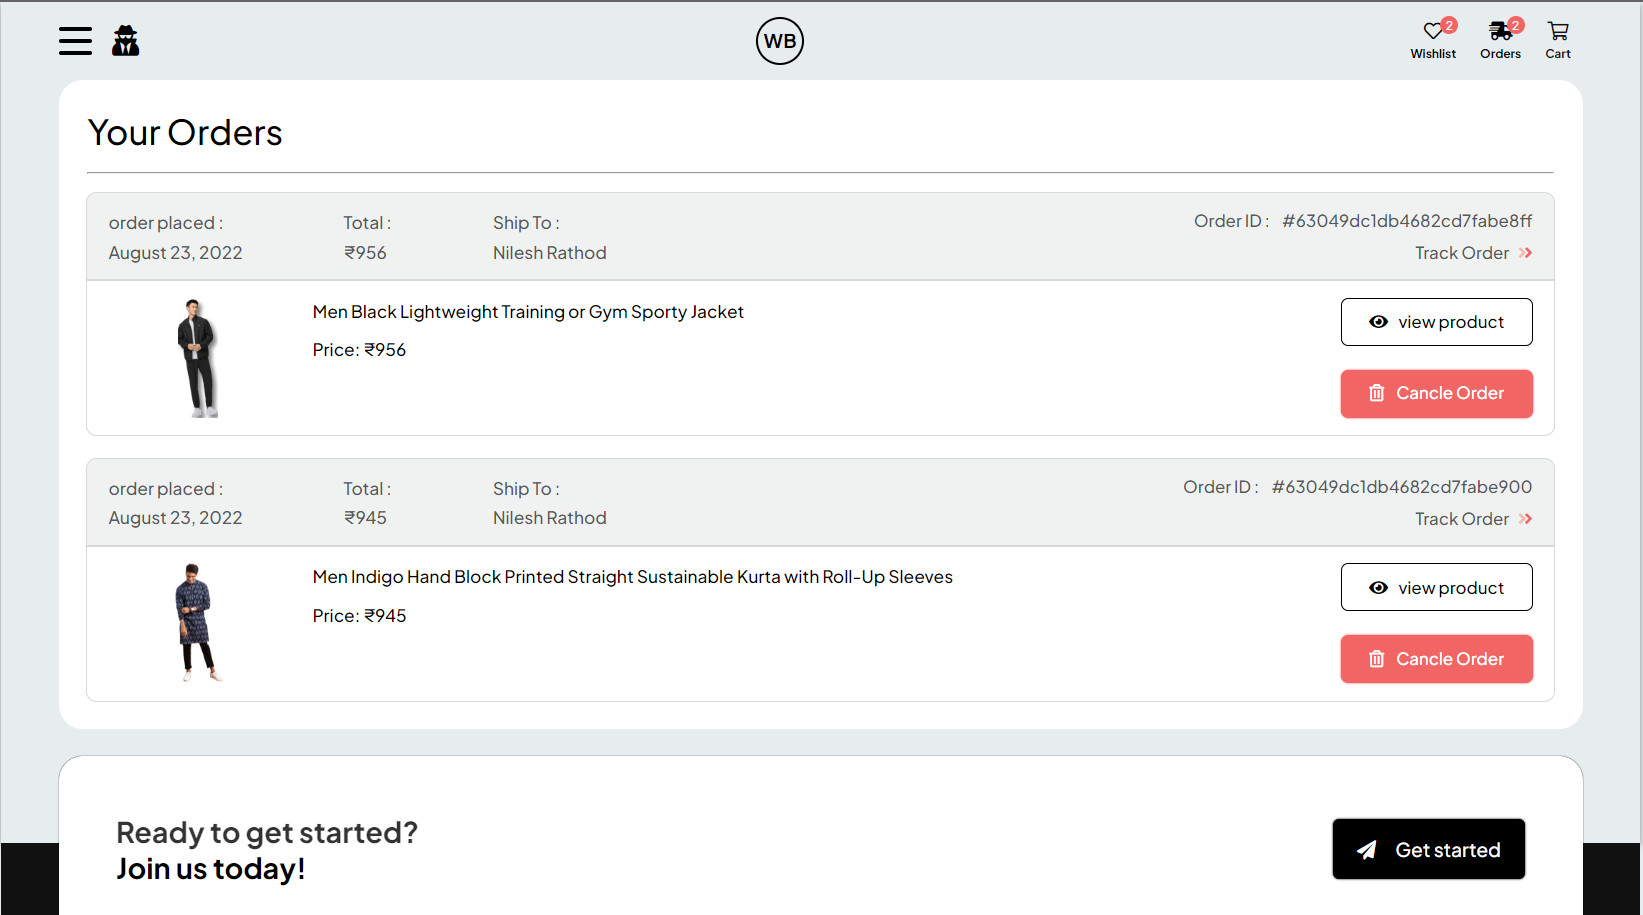 WB
2
Wishlist
2
Orders
Cart
Your Orders
order placed :
August 23, 2022
Total :
₹956
Ship To :
Nilesh Rathod
Order ID : #63049dc1db4682cd7fabe8ff
Track Order
Men Black Lightweight Training or Gym Sporty Jacket
Price: ₹956
view product
Cancle Order
order placed :
August 23, 2022
Total :
₹945
Ship To :
Nilesh Rathod
Order ID : #63049dc1db4682cd7fabe900
Track Order
Men Indigo Hand Block Printed Straight Sustainable Kurta with Roll-Up Sleeves
Price: ₹945
view product
Cancle Order
Ready to get started?
Join us today!
Get started